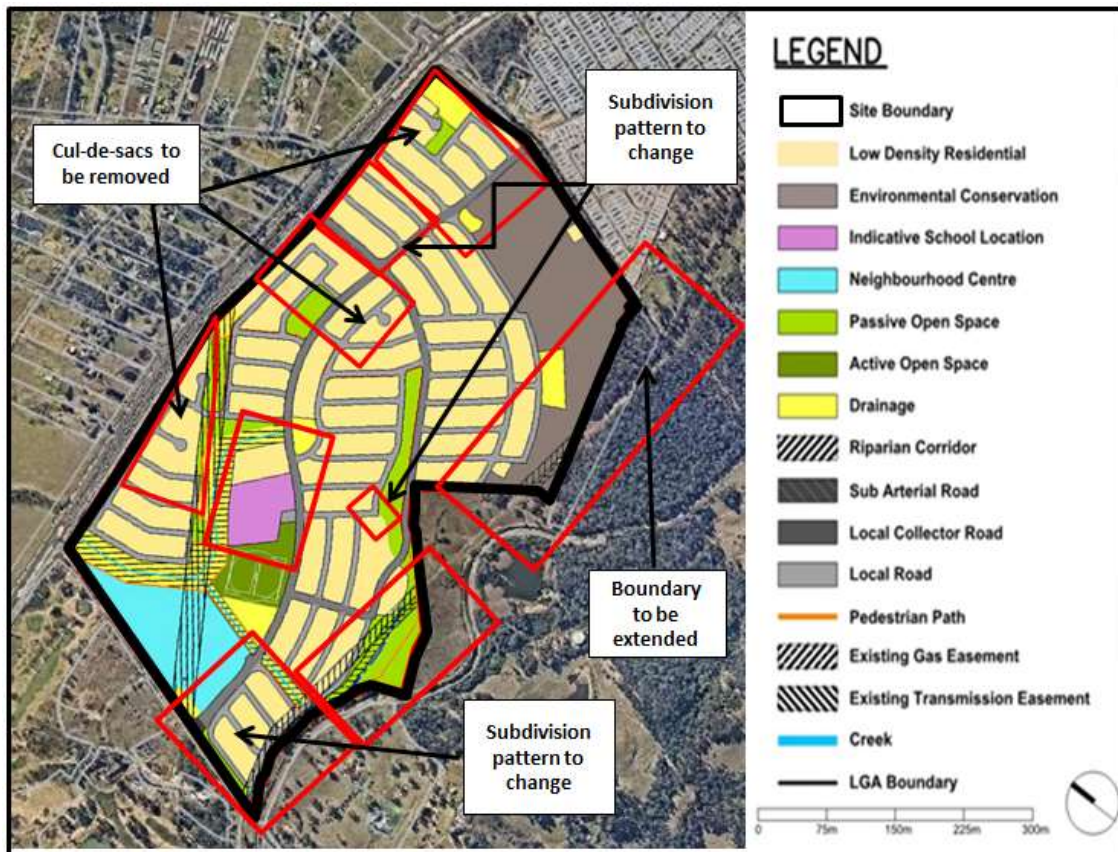 Cul-de-sacs to
be removed
Subdivision
pattern to
change
Boundary
to be
extended
Subdivision
pattern to
change
LEGEND
Site Boundary
Low Density Residential
Environmental Conservation
Indicative School Location
Neighbourhood Centre
Passive Open Space
Active Open Space
Drainage
Riparian Corridor
Sub Arterial Road
Local Collector Road
Local Road
Pedestrian Path
Existing Gas Easement
Existing Transmission Easement
Creek
LGA Boundary
0 75m 150m 225m 300m